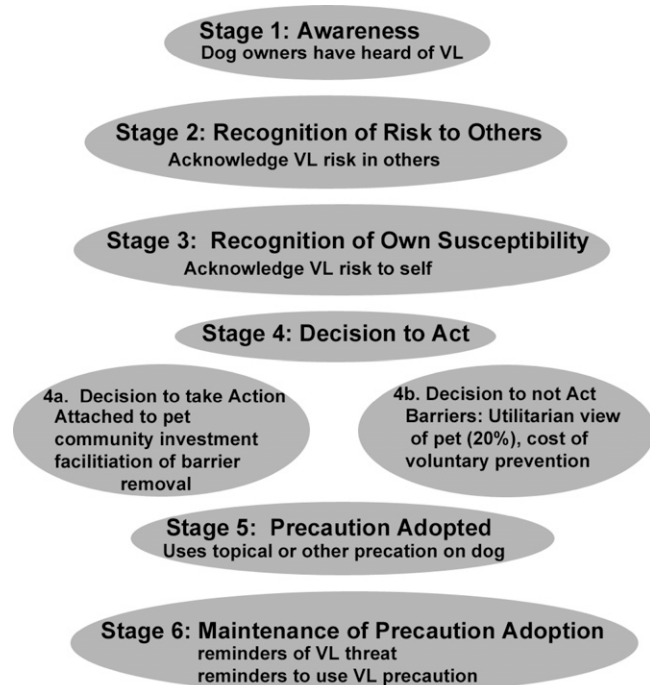 Stage 1: Awareness
Dog owners have heard of VL
Stage 2: Recognition of Risk to Others
Acknowledge VL risk in others
Stage 3: Recognition of Own Susceptibility
Acknowledge VL risk to self
Stage 4: Decision to Act
4a. Decision to take Action
Attached to pet
community investment
facilitiation of barrier
removal
4b. Decision to not Act
Barriers: Utilitarian view
of pet (20%), cost of
voluntary prevention
Stage 5: Precaution Adopted
Uses topical or other precation on dog
Stage 6: Maintenance of Precaution Adoption
reminders of VL threat
reminders to use VL precaution